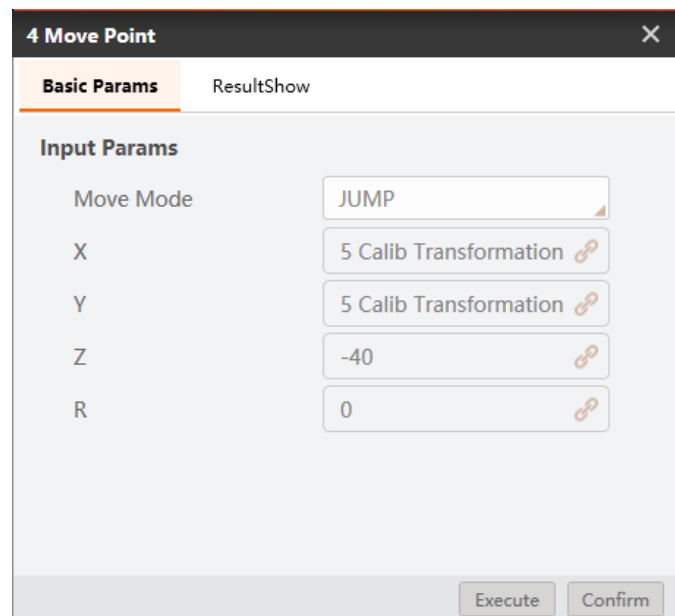 4 Move Point
Basic Params ResultShow
Input Params
Move Mode JUMP
X 5 Calib Transformation
Y 5 Calib Transformation
Z -40
R 0
Execute Confirm